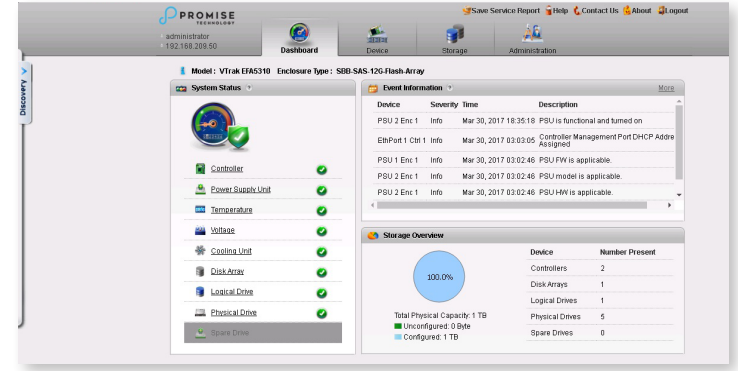 PROMISE
TECHNOLOGY
Save Service Report Help Contact Us About Logout
administrator
192.168.209.50
Dashboard Device Storage Administration
Discovery
Model: VTrak EFA5310 Enclosure Type: SBB-SAS-12G-Flash-Array
System Status
Controller
Power Supply Unit
Temperature
Voltage
Cooling Unit
Disk Array
Logical Drive
Physical Drive
Spare Drive
Event Information More
Device Severity Time Description
PSU 2 Enc 1 Info Mar 30, 2017 18:35:18 PSU is functional and turned on
EthPort 1 Ctrl 1 Info Mar 30, 2017 03:03:05 Controller Management Port DHCP Addre
Assigned
PSU 1 Enc 1 Info Mar 30, 2017 03:02:46 PSU FW is applicable.
PSU 2 Enc 1 Info Mar 30, 2017 03:02:46 PSU model is applicable.
PSU 2 Enc 1 Info Mar 30, 2017 03:02:46 PSU HW is applicable.
Storage Overview
100.0%
Total Physical Capacity: 1 TB
Unconfigured: 0 Byte
Configured: 1 TB
Device Number Present
Controllers 2
Disk Arrays 1
Logical Drives 1
Physical Drives 5
Spare Drives 0